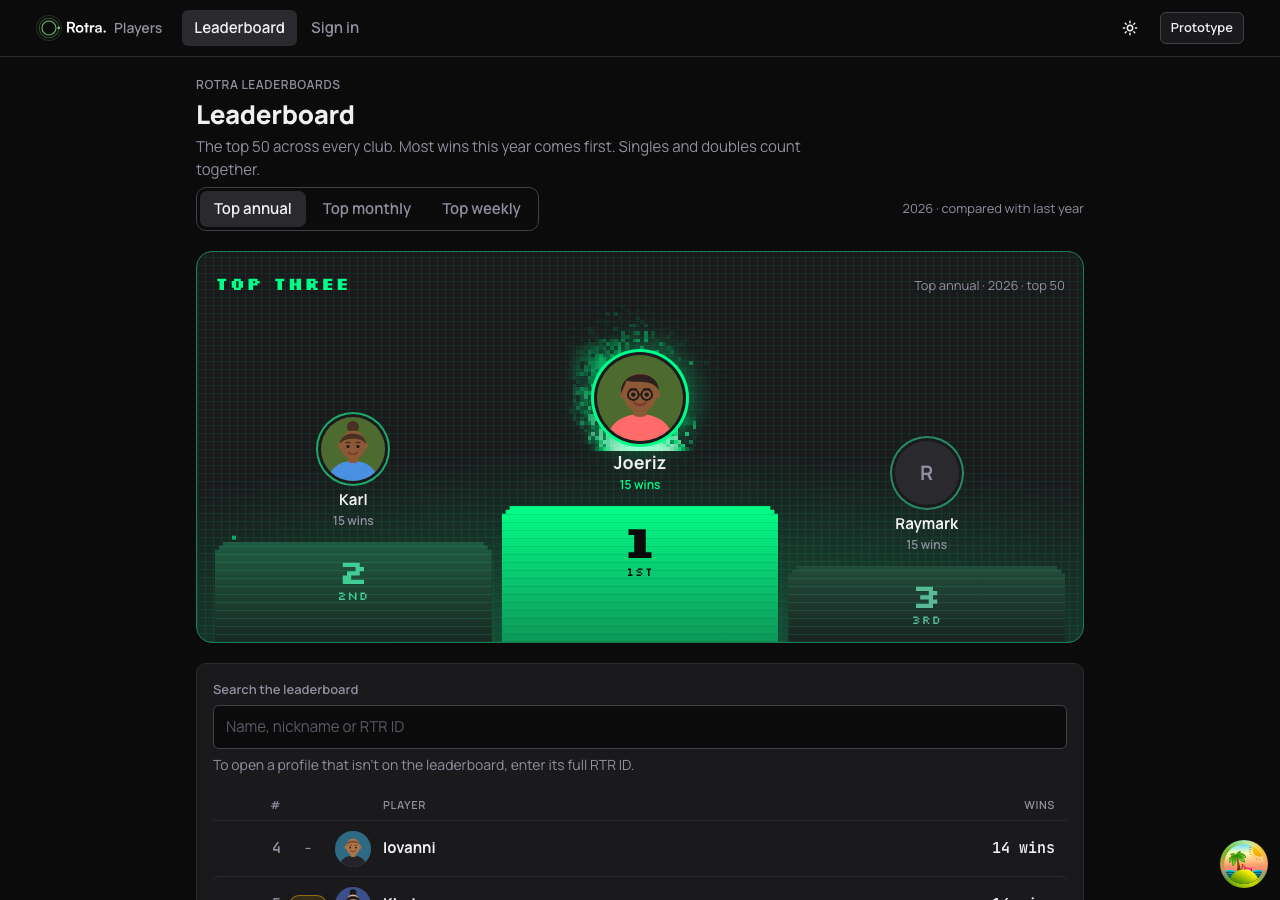 Rotra. Players Leaderboard Sign in Prototype
ROTRA LEADERBOARDS
Leaderboard
The top 50 across every club. Most wins this year comes first. Singles and doubles count
together.
Top annual Top monthly Top weekly 2026 · compared with last year
TOP THREE Top annual · 2026 · top 50
Joeriz
15 wins
Karl
15 wins
Raymark
15 wins
R
1
1ST
2
2ND
3
3RD
Search the leaderboard
Name, nickname or RTR ID
To open a profile that isn't on the leaderboard, enter its full RTR ID.
# PLAYER WINS
4 - Iovanni 14 wins